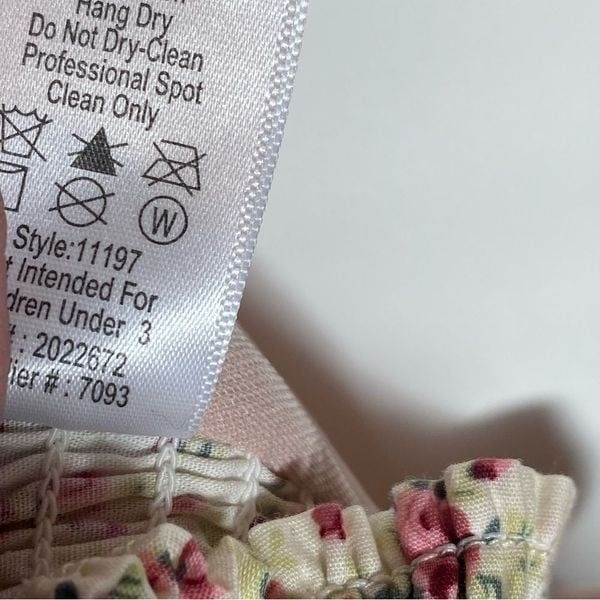 Hang Dry
Do Not Dry-Clean
Professional Spot
Clean Only
W
Style:11197
Intended For
Under 3
: 2022672
# : 7093